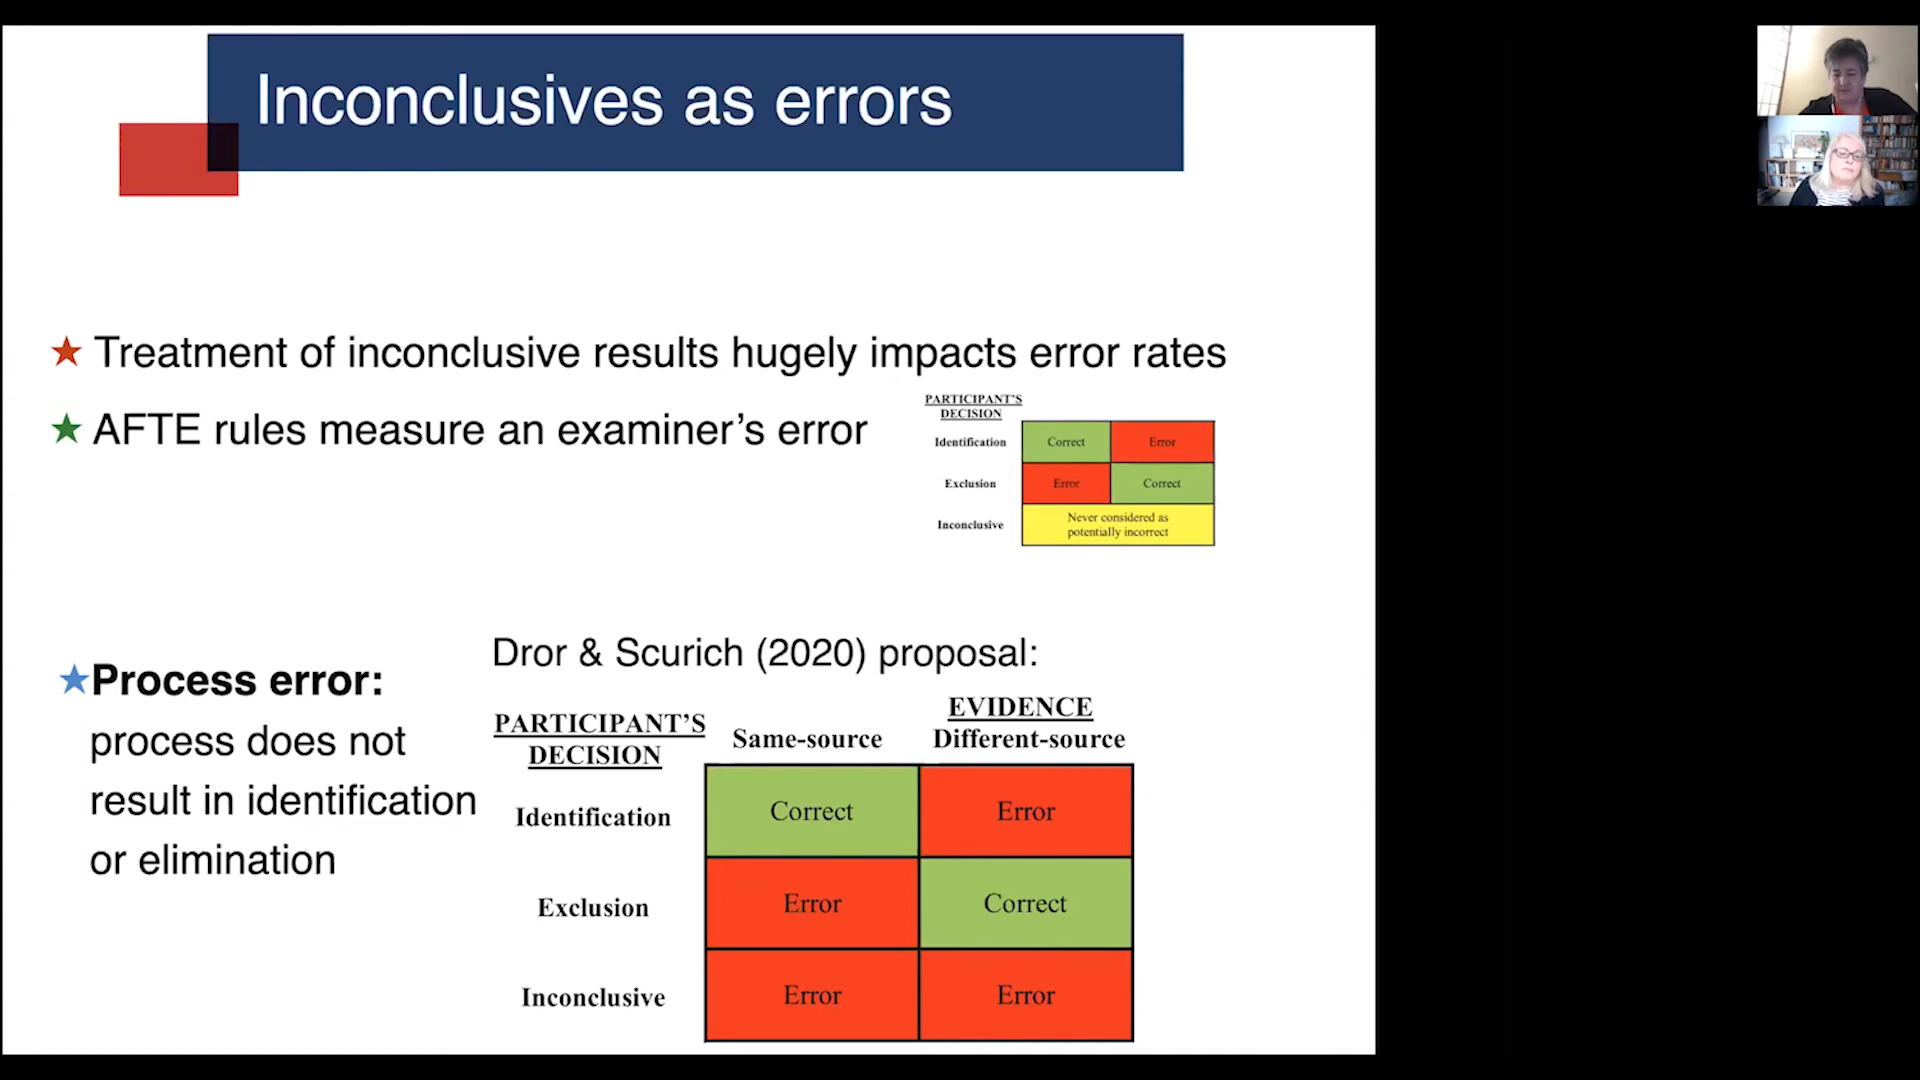 Inconclusives as errors
★ Treatment of inconclusive results hugely impacts error rates
★ AFTE rules measure an examiner’s error
PARTICIPANT’S
DECISION
Identification Correct Error
Exclusion Error Correct
Inconclusive Never considered as
potentially incorrect
★Process error:
process does not
result in identification
or elimination
Dror & Scurich (2020) proposal:
PARTICIPANT’S
DECISION
EVIDENCE
Same-source Different-source
Identification Correct Error
Exclusion Error Correct
Inconclusive Error Error